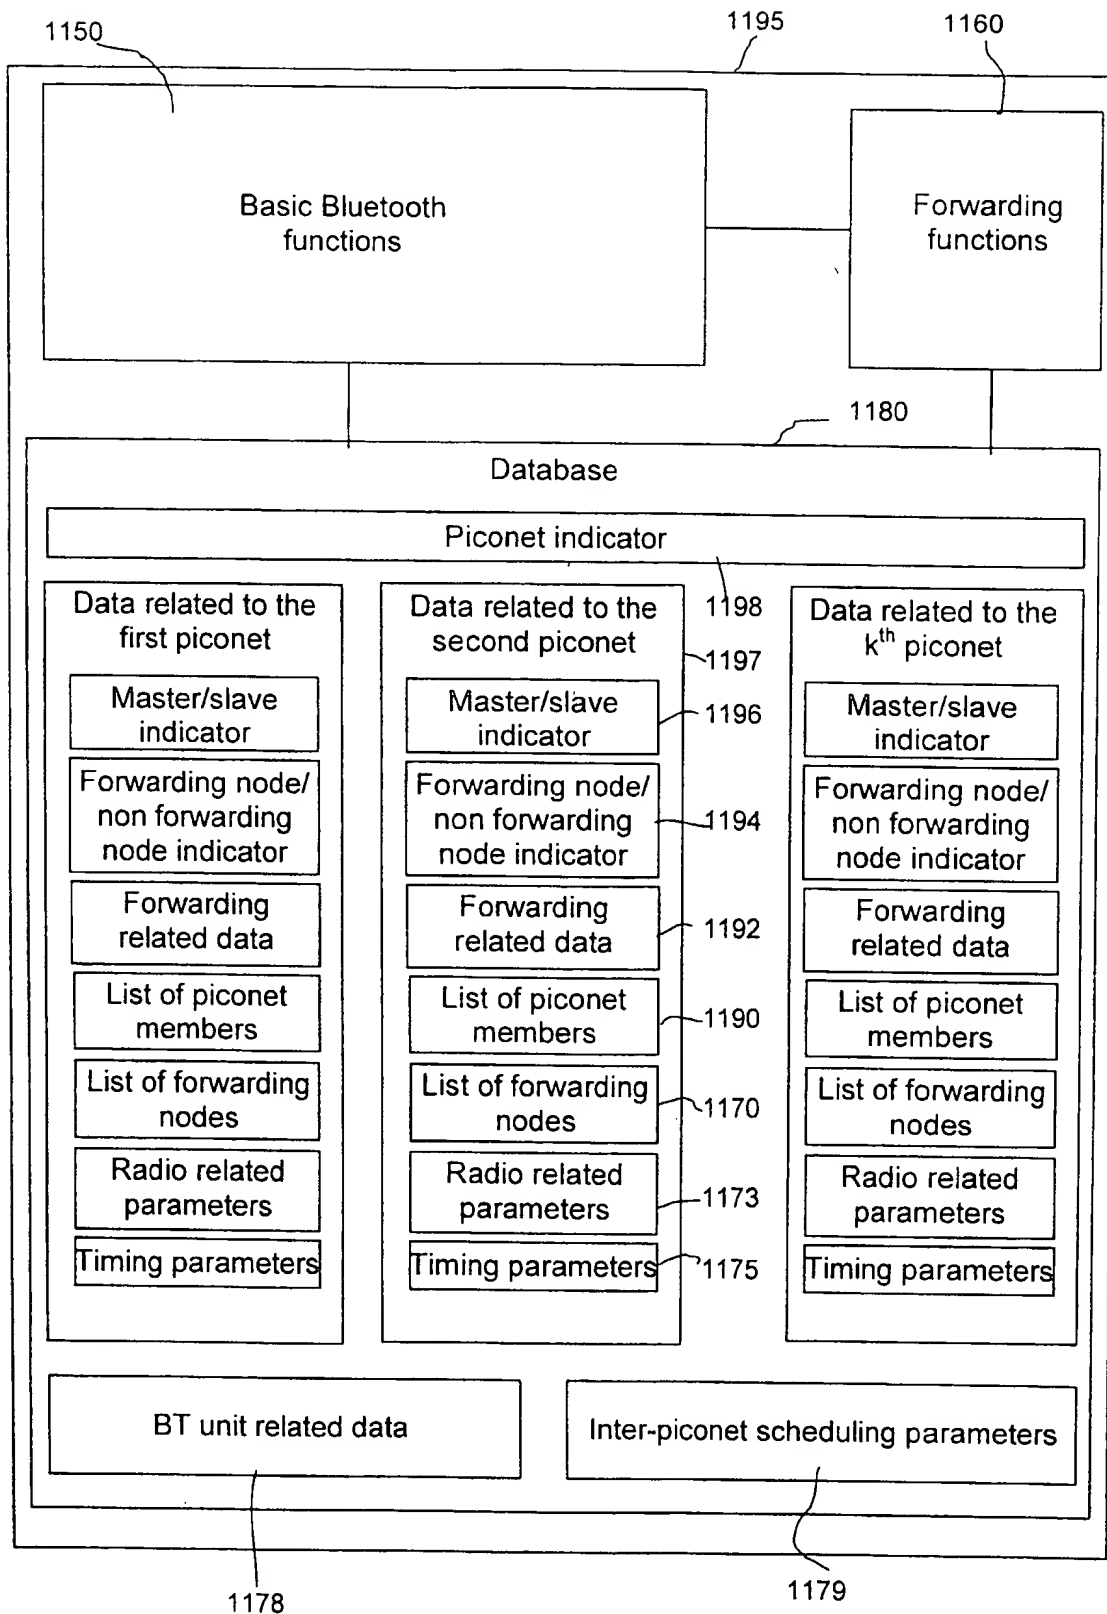 1150
1195
1160
Basic Bluetooth
functions
Forwarding
functions
1180
Database
Piconet indicator
1198
Data related to the
first piconet
Master/slave
indicator
Forwarding node/
non forwarding
node indicator
Forwarding
related data
List of piconet
members
List of forwarding
nodes
Radio related
parameters
Timing parameters
Data related to the
second piconet
1197
Master/slave
indicator
1196
Forwarding node/
non forwarding
node indicator
1194
Forwarding
related data
1192
List of piconet
members
1190
List of forwarding
nodes
1170
Radio related
parameters
1173
Timing parameters
1175
Data related to the
kth piconet
Master/slave
indicator
Forwarding node/
non forwarding
node indicator
Forwarding
related data
List of piconet
members
List of forwarding
nodes
Radio related
parameters
Timing parameters
BT unit related data
Inter-piconet scheduling parameters
1178
1179